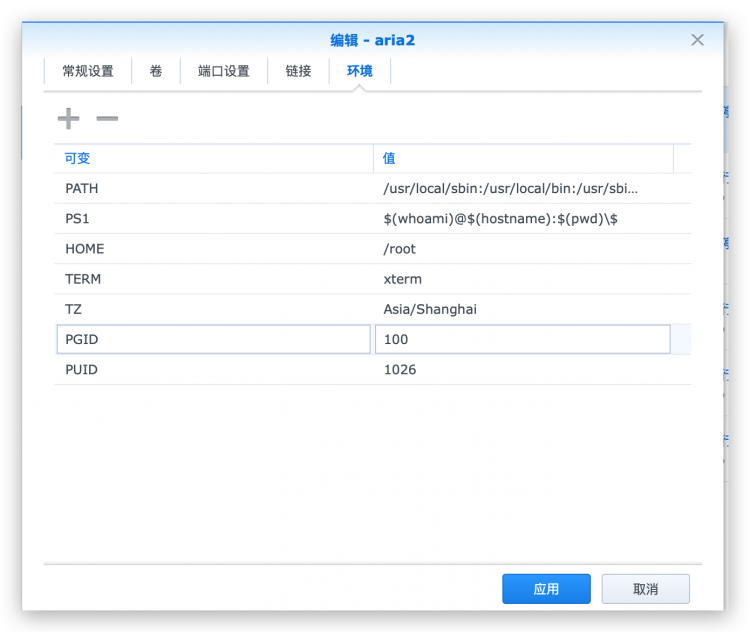 编辑 - aria2
常规设置 卷 端口设置 链接 环境
可变 值
PATH /usr/local/sbin:/usr/local/bin:/usr/sbi...
PS1 $(whoami)@$(hostname):$(pwd)\$
HOME /root
TERM xterm
TZ Asia/Shanghai
PGID 100
PUID 1026
应用 取消